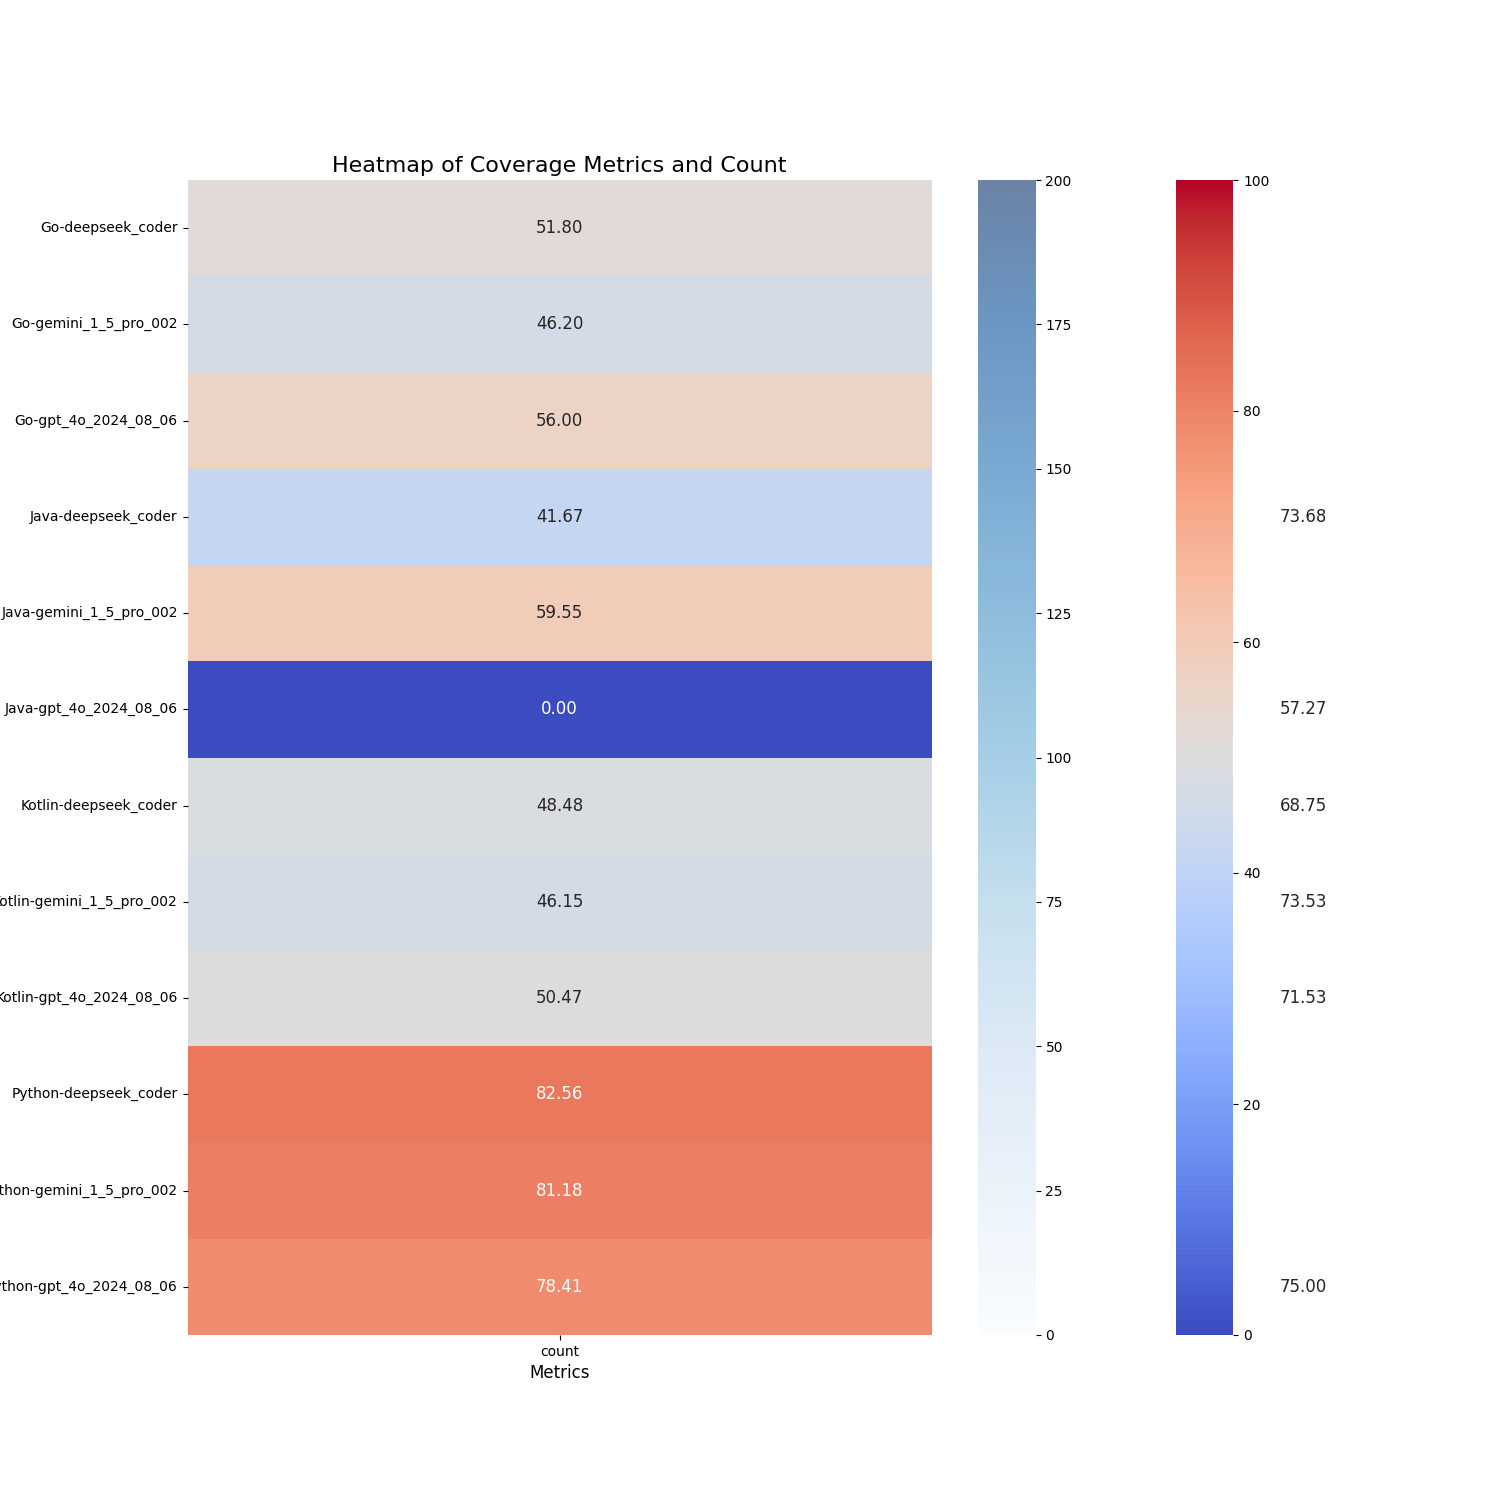 Heatmap of Coverage Metrics and Count
Go-deepseek_coder
51.80
Go-gemini_1_5_pro_002
46.20
Go-gpt_4o_2024_08_06
56.00
Java-deepseek_coder
41.67
73.68
Java-gemini_1_5_pro_002
59.55
Java-gpt_4o_2024_08_06
0.00
57.27
Kotlin-deepseek_coder
48.48
68.75
otlin-gemini_1_5_pro_002
46.15
73.53
Kotlin-gpt_4o_2024_08_06
50.47
71.53
Python-deepseek_coder
82.56
thon-gemini_1_5_pro_002
81.18
ython-gpt_4o_2024_08_06
78.41
75.00
count
Metrics
200
175
150
125
100
75
50
25
0
100
80
60
40
20
0